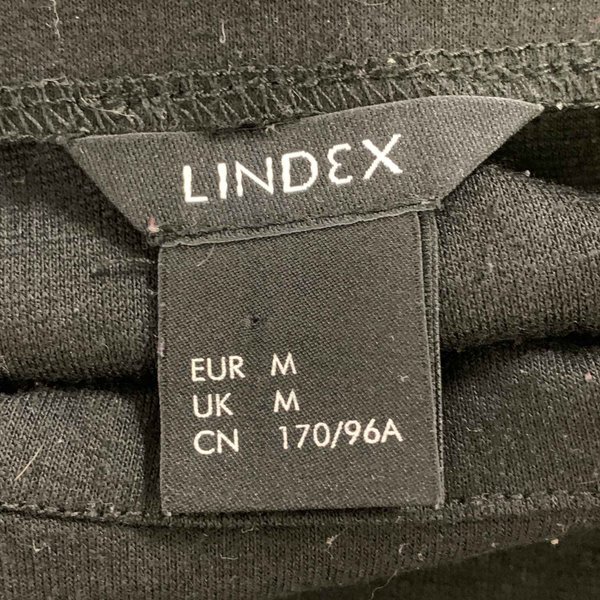 LINDEX
EUR M
UK M
CN 170/96A